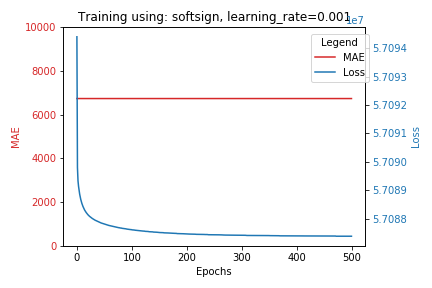 Training using: softsign, learning_rate=0.001
1e7
Legend
MAE
Loss
10000
8000
6000
4000
2000
0
MAE
5.7094
5.7093
5.7092
5.7091
5.7090
5.7089
5.7088
Loss
0
100
200
300
400
500
Epochs